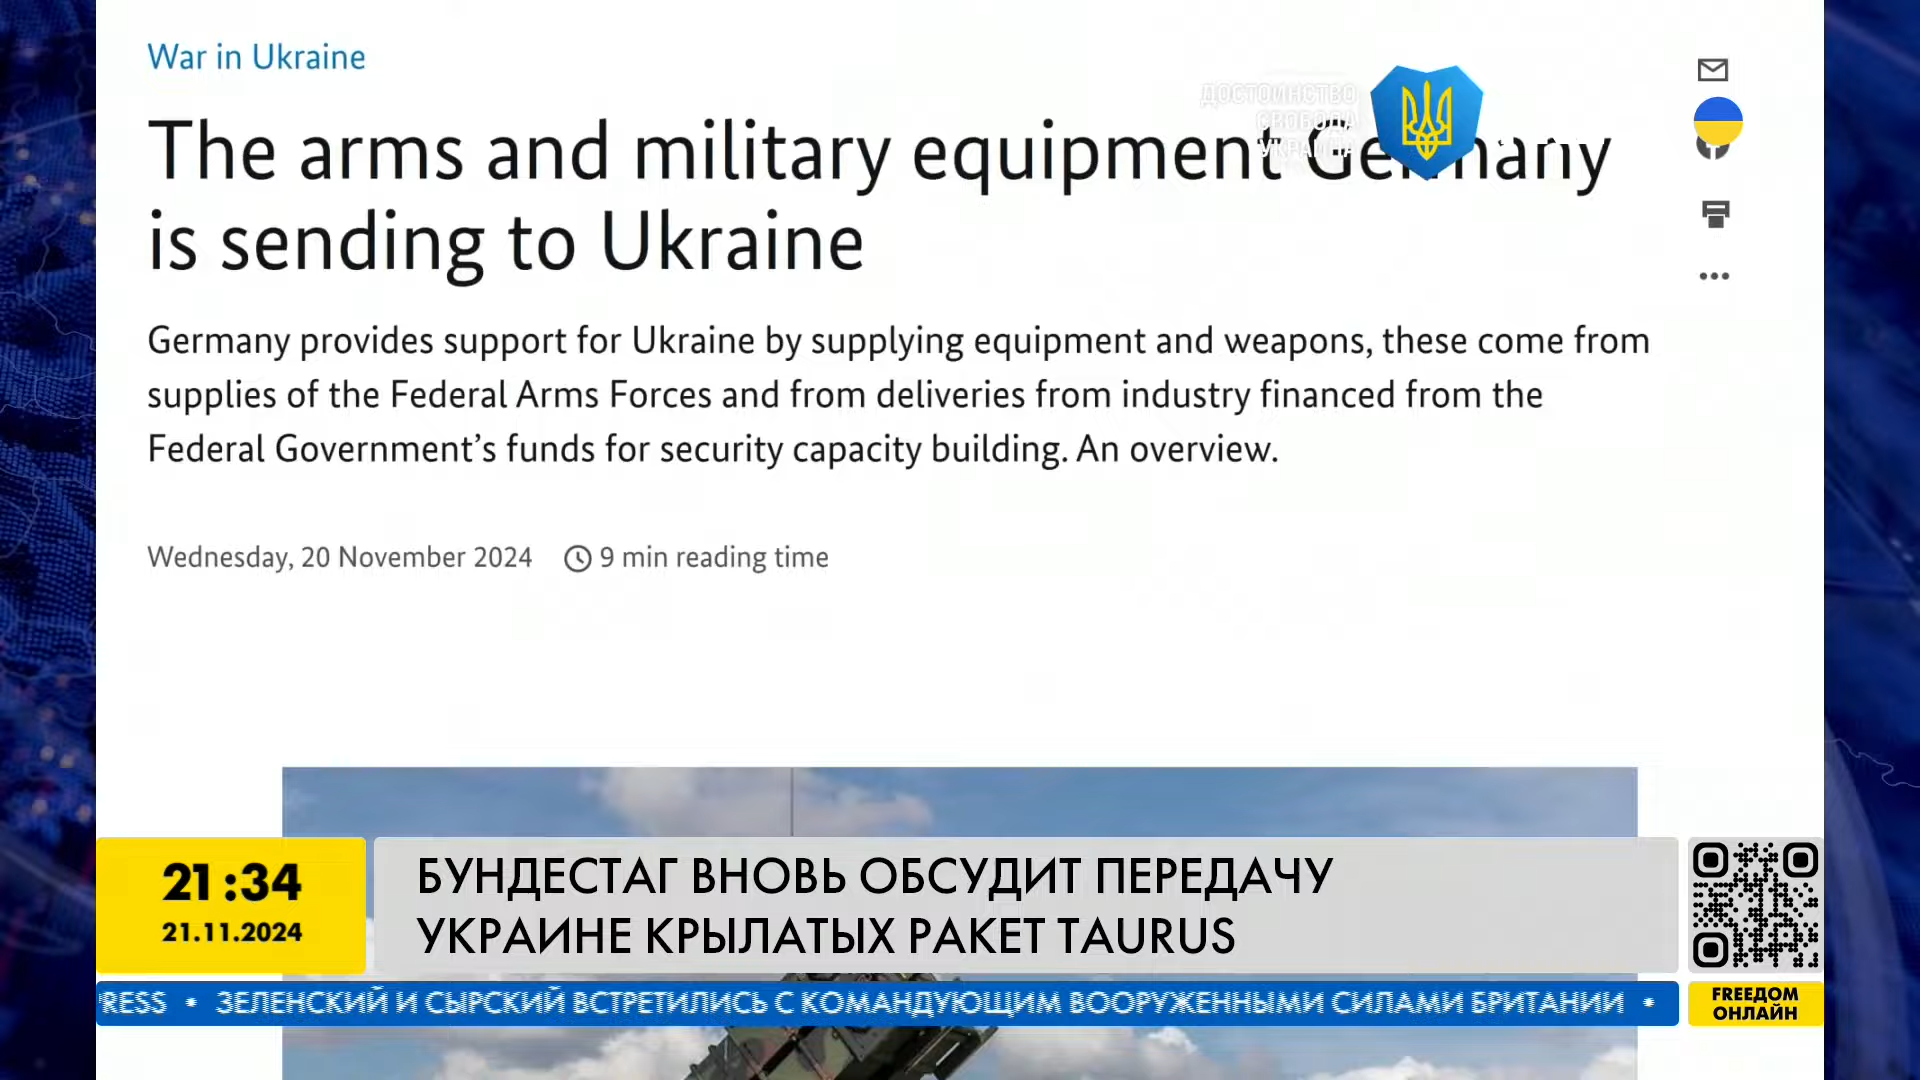 War in Ukraine
ДОСТОИНСТВО
СВОБОДА
УКРАИНА
The arms and military equipment Germany
is sending to Ukraine
Germany provides support for Ukraine by supplying equipment and weapons, these come from
supplies of the Federal Arms Forces and from deliveries from industry financed from the
Federal Government’s funds for security capacity building. An overview.
Wednesday, 20 November 2024 9 min reading time
21:34
21.11.2024
БУНДЕСТАГ ВНОВЬ ОБСУДИТ ПЕРЕДАЧУ
УКРАИНЕ КРЫЛАТЫХ РАКЕТ TAURUS
RESS • ЗЕЛЕНСКИЙ И СЫРСКИЙ ВСТРЕТИЛИСЬ С КОМАНДУЮЩИМ ВООРУЖЕННЫМИ СИЛАМИ БРИТАНИИ •
FREEДОМ
ОНЛАЙН